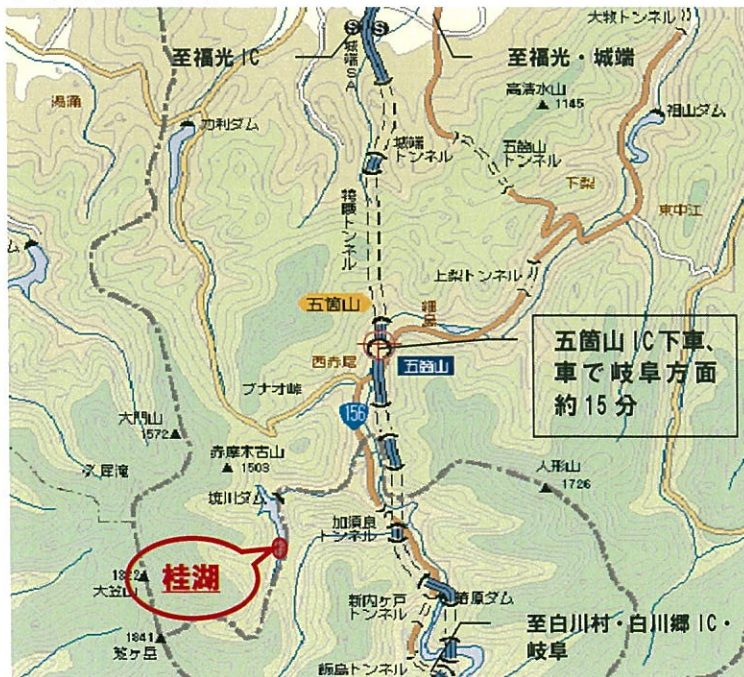 大牧トンネル
至福光IC
城端SA
至福光・城端
高清水山
1145
湯涌
刀利ダム
祖山ダム
城端
トンネル
五箇山
トンネル
下梨
東中江
袴腰トンネル
上梨トンネル
五箇山
細島
西赤尾
五箇山
五箇山IC下車、
車で岐阜方面
約15分
ブナオ峠
156
大門山
1572
赤摩木古山
1503
人形山
1726
境川ダム
加須良
トンネル
桂湖
1822
大笠山
新内ヶ戸
トンネル
椿原ダム
至白川村・白川郷IC・
岐阜
1841
笈ヶ岳
飯島トンネル